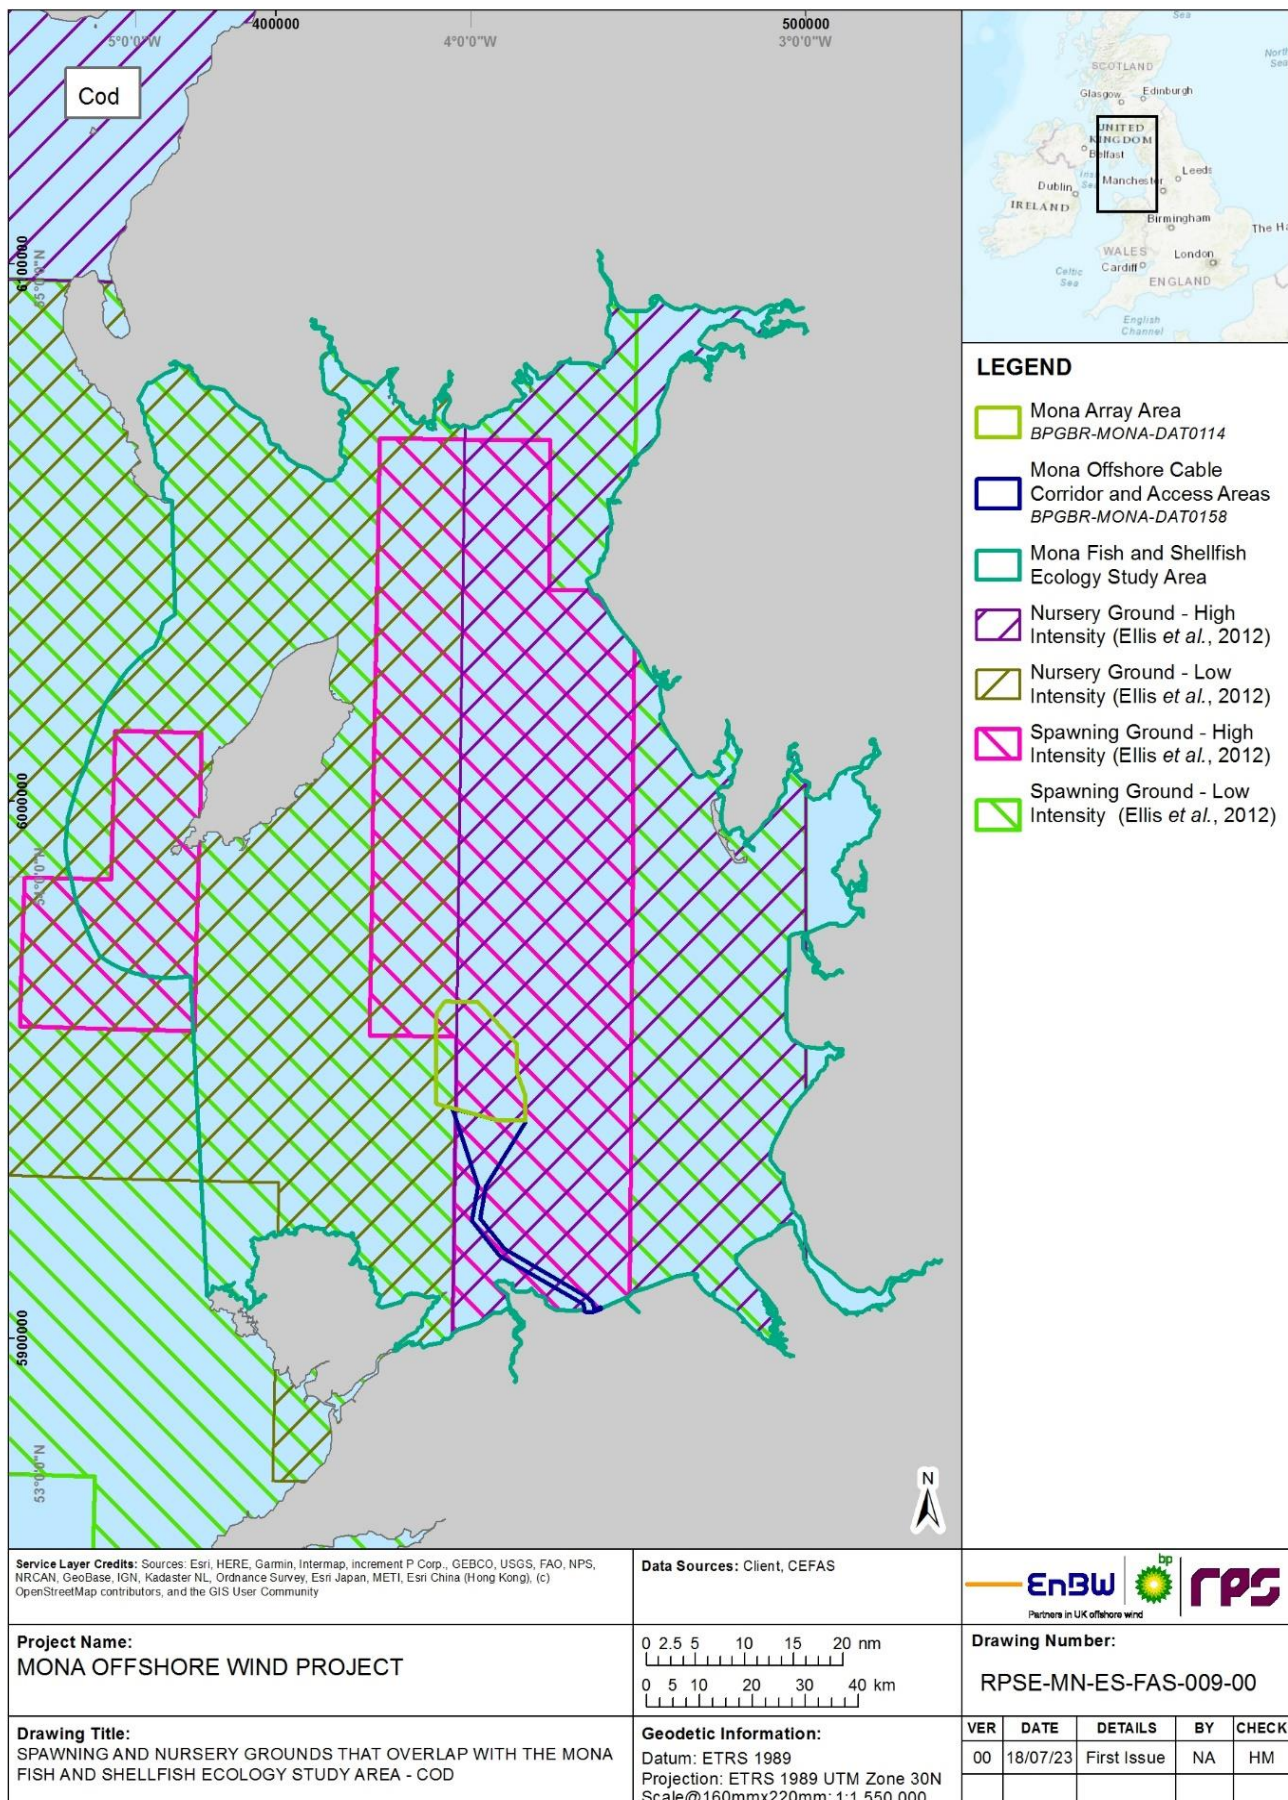 400000
500000
5°0'0"W
4°0'0"W
3°0'0"W
Cod
6100000
55°0'0"N
6000000
54°0'0"N
5900000
53°0'0"N
N
Sea
North
Sea
SCOTLAND
Glasgow
Edinburgh
UNITED
KINGDOM
Belfast
Leeds
Dublin
Manchester
IRELAND
Birmingham
The Ha
WALES
London
Cardiff
Celtic
Sea
ENGLAND
English
Channel
LEGEND
Mona Array Area
BPGBR-MONA-DAT0114
Mona Offshore Cable
Corridor and Access Areas
BPGBR-MONA-DAT0158
Mona Fish and Shellfish
Ecology Study Area
Nursery Ground - High
Intensity (Ellis et al., 2012)
Nursery Ground - Low
Intensity (Ellis et al., 2012)
Spawning Ground - High
Intensity (Ellis et al., 2012)
Spawning Ground - Low
Intensity (Ellis et al., 2012)
Service Layer Credits: Sources: Esri, HERE, Garmin, Intermap, increment P Corp., GEBCO, USGS, FAO, NPS,
NRCAN, GeoBase, IGN, Kadaster NL, Ordnance Survey, Esri Japan, METI, Esri China (Hong Kong), (c)
OpenStreetMap contributors, and the GIS User Community
Data Sources: Client, CEFAS
EnBW
bp
rps
Partners in UK offshore wind
Project Name:
MONA OFFSHORE WIND PROJECT
0 2.5 5 10 15 20 nm
0 5 10 20 30 40 km
Drawing Number:
RPSE-MN-ES-FAS-009-00
Drawing Title:
SPAWNING AND NURSERY GROUNDS THAT OVERLAP WITH THE MONA
FISH AND SHELLFISH ECOLOGY STUDY AREA - COD
Geodetic Information:
Datum: ETRS 1989
Projection: ETRS 1989 UTM Zone 30N
Scale@160mmx220mm: 1:1,550,000
VER DATE DETAILS BY CHECK
00 18/07/23 First Issue NA HM